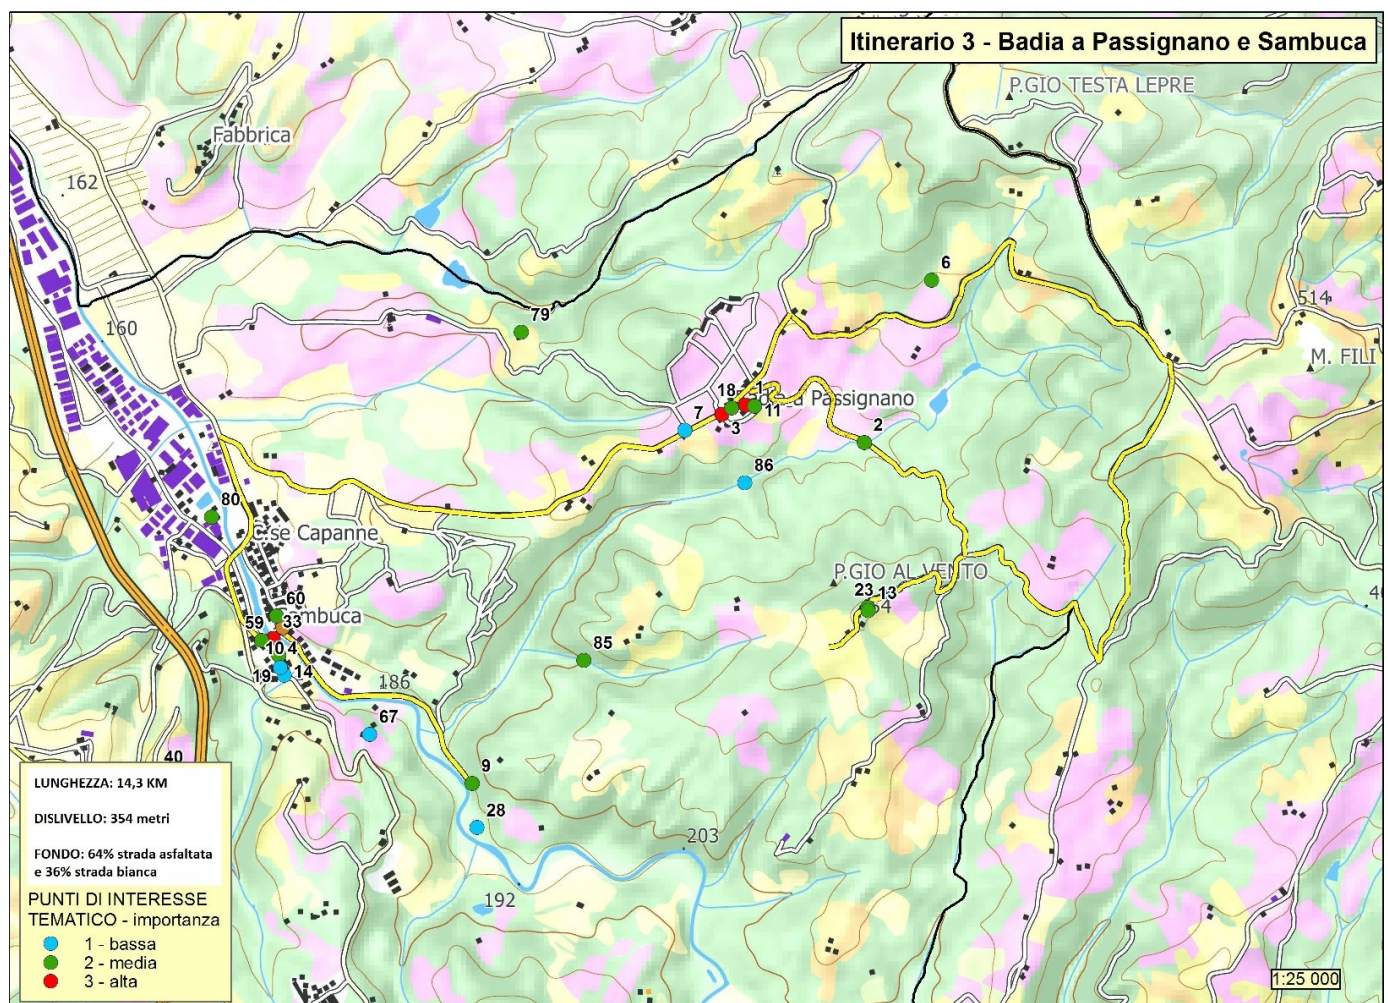 Itinerario 3 - Badia a Passignano e Sambuca
P.GIO TESTA LEPRE
Fabbrica
162
6
514
160
79
M. FILI
18 1
a Passignano
7 3 11
2
86
80
C.se Capanne
P.GIO AL VENTO
60
23 13
59 33
10 4
85
19 14
186
67
40
9
28
203
192
LUNGHEZZA: 14,3 KM
DISLIVELLO: 354 metri
FONDO: 64% strada asfaltata
e 36% strada bianca
PUNTI DI INTERESSE
TEMATICO - importanza
1 - bassa
2 - media
3 - alta
1:25 000